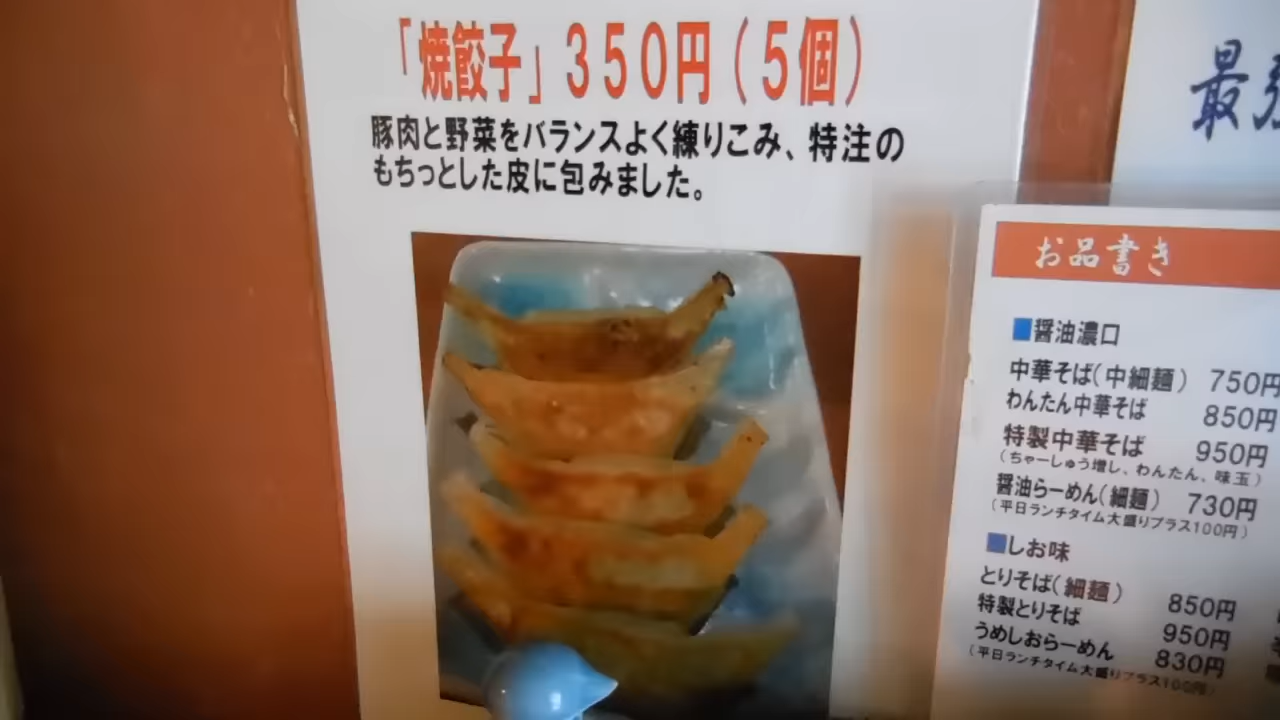 「焼餃子」350円(5個)
豚肉と野菜をバランスよく練りこみ、特注の
もちっとした皮に包みました。
最
お品書き
■醤油濃口
中華そば(中細麺) 750円
わんたん中華そば 850円
特製中華そば 950円
(ちゃーしゅう増し、わんたん、味玉)
醤油らーめん(細麺) 730円
(平日ランチタイム大盛りプラス100円)
■しお味
とりそば(細麺) 850円
特製とりそば 950円
うめしおらーめん 830円
(平日ランチタイム大盛りプラス100円)